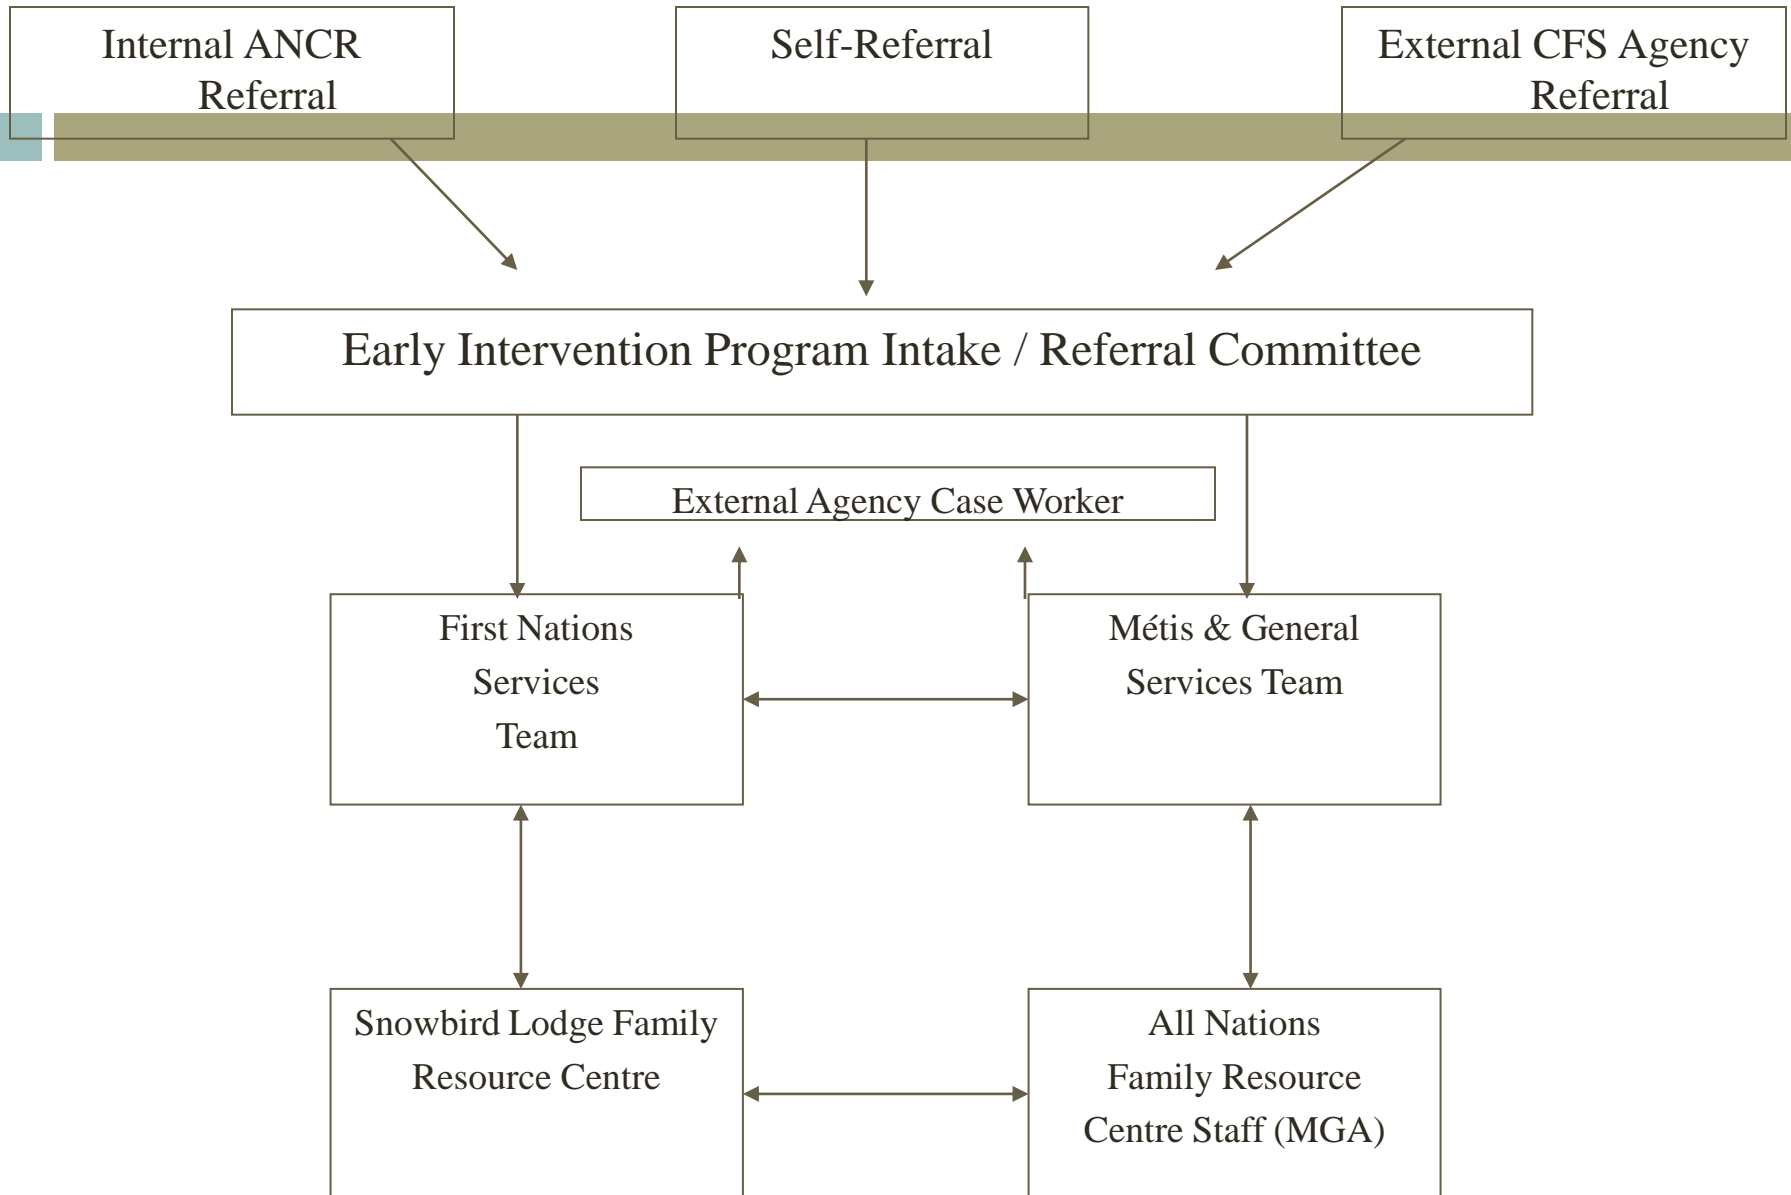 Internal ANCR
Referral
Self-Referral
External CFS Agency
Referral
Early Intervention Program Intake / Referral Committee
External Agency Case Worker
First Nations
Services
Team
Métis & General
Services Team
Snowbird Lodge Family
Resource Centre
All Nations
Family Resource
Centre Staff (MGA)